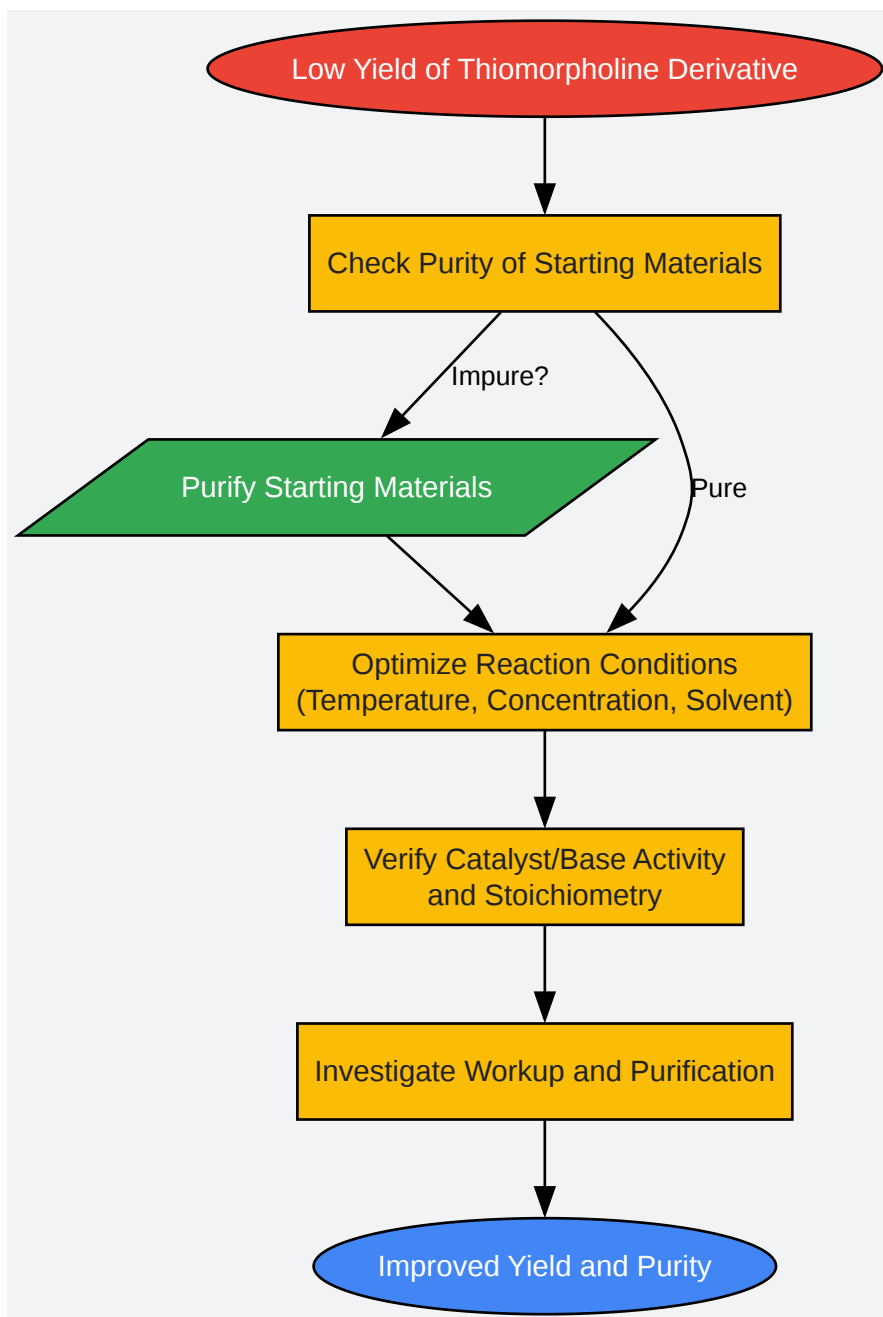 Low Yield of Thiomorpholine Derivative
Check Purity of Starting Materials
Impure?
Purify Starting Materials
Pure
Optimize Reaction Conditions
(Temperature, Concentration, Solvent)
Verify Catalyst/Base Activity
and Stoichiometry
Investigate Workup and Purification
Improved Yield and Purity